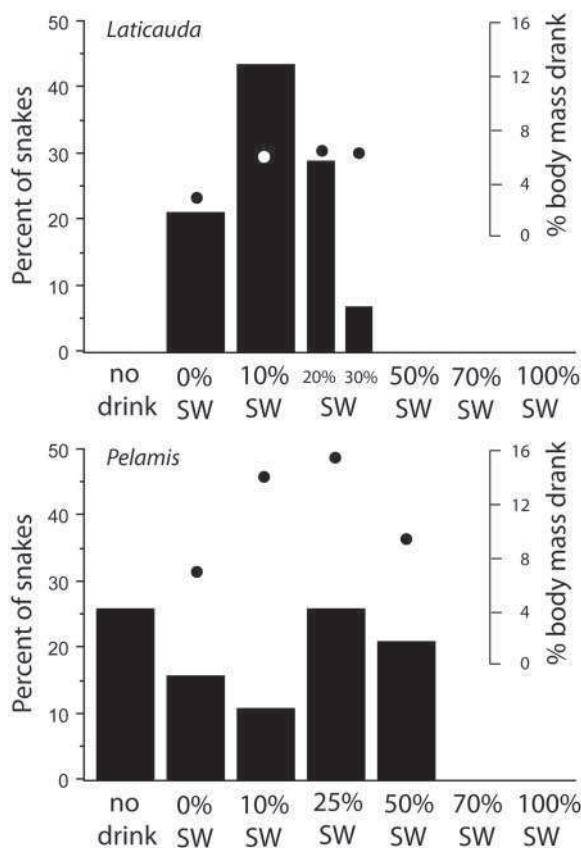 Laticauda
50
40
30
20
10
0
Percent of snakes
16
12
8
4
0
% body mass drank
no drink
0% SW
10% SW
20% 30% SW
50% SW
70% SW
100% SW
Pelamis
50
40
30
20
10
0
Percent of snakes
16
12
8
4
0
% body mass drank
no drink
0% SW
10% SW
25% SW
50% SW
70% SW
100% SW